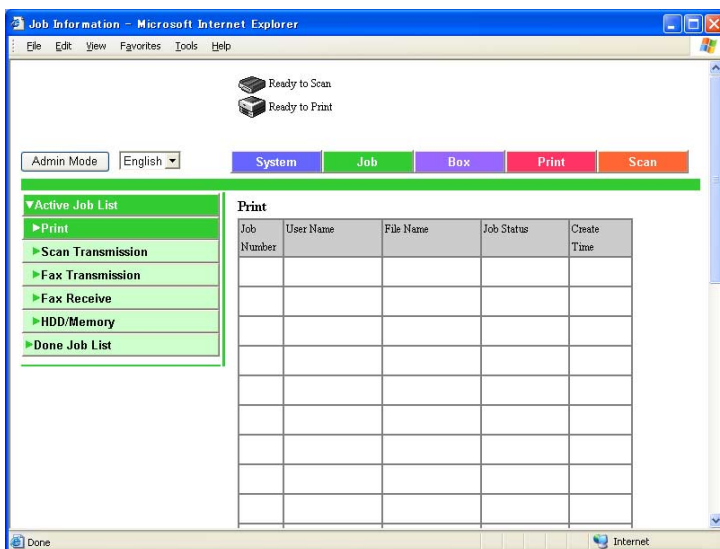 Job Information - Microsoft Internet Explorer
File Edit View Favorites Tools Help
Ready to Scan
Ready to Print
Admin Mode English System Job Box Print Scan
▼Active Job List
▶Print
▶Scan Transmission
▶Fax Transmission
▶Fax Receive
▶HDD/Memory
▶Done Job List
Print
Job Number User Name File Name Job Status Create Time
Done Internet